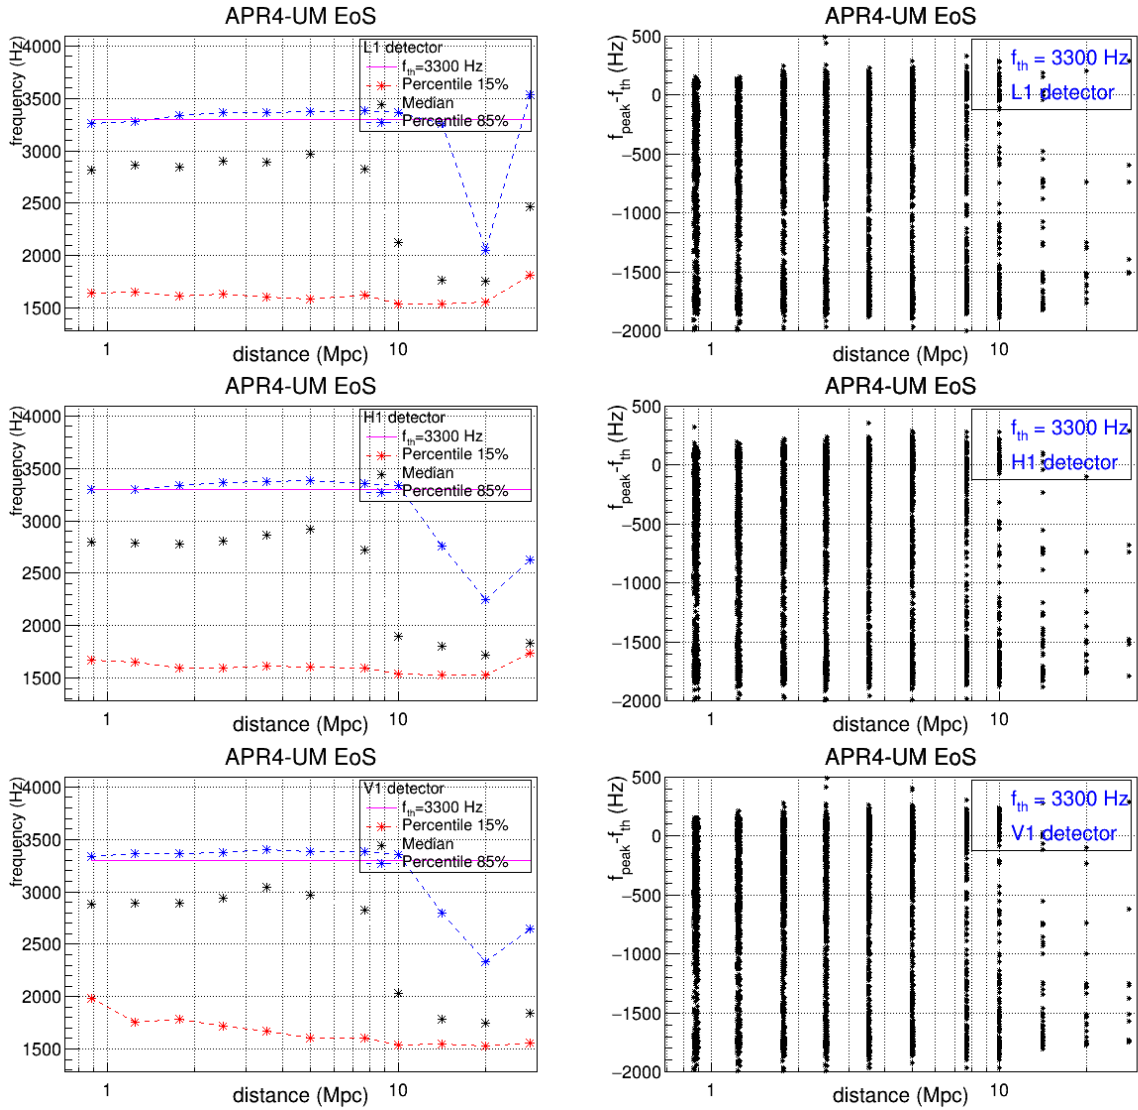 APR4-UM EoS
frequency (Hz)
4000
3500
3000
2500
2000
1500
L1 detector
f_th=3300 Hz
Percentile 15%
Median
Percentile 85%
1
10
distance (Mpc)
APR4-UM EoS
f_peak-f_th (Hz)
500
0
−500
−1000
−1500
−2000
f_th = 3300 Hz
L1 detector
1
10
distance (Mpc)
APR4-UM EoS
frequency (Hz)
4000
3500
3000
2500
2000
1500
H1 detector
f_th=3300 Hz
Percentile 15%
Median
Percentile 85%
1
10
distance (Mpc)
APR4-UM EoS
f_peak-f_th (Hz)
500
0
−500
−1000
−1500
−2000
f_th = 3300 Hz
H1 detector
1
10
distance (Mpc)
APR4-UM EoS
frequency (Hz)
4000
3500
3000
2500
2000
1500
V1 detector
f_th=3300 Hz
Percentile 15%
Median
Percentile 85%
1
10
distance (Mpc)
APR4-UM EoS
f_peak-f_th (Hz)
500
0
−500
−1000
−1500
−2000
f_th = 3300 Hz
V1 detector
1
10
distance (Mpc)